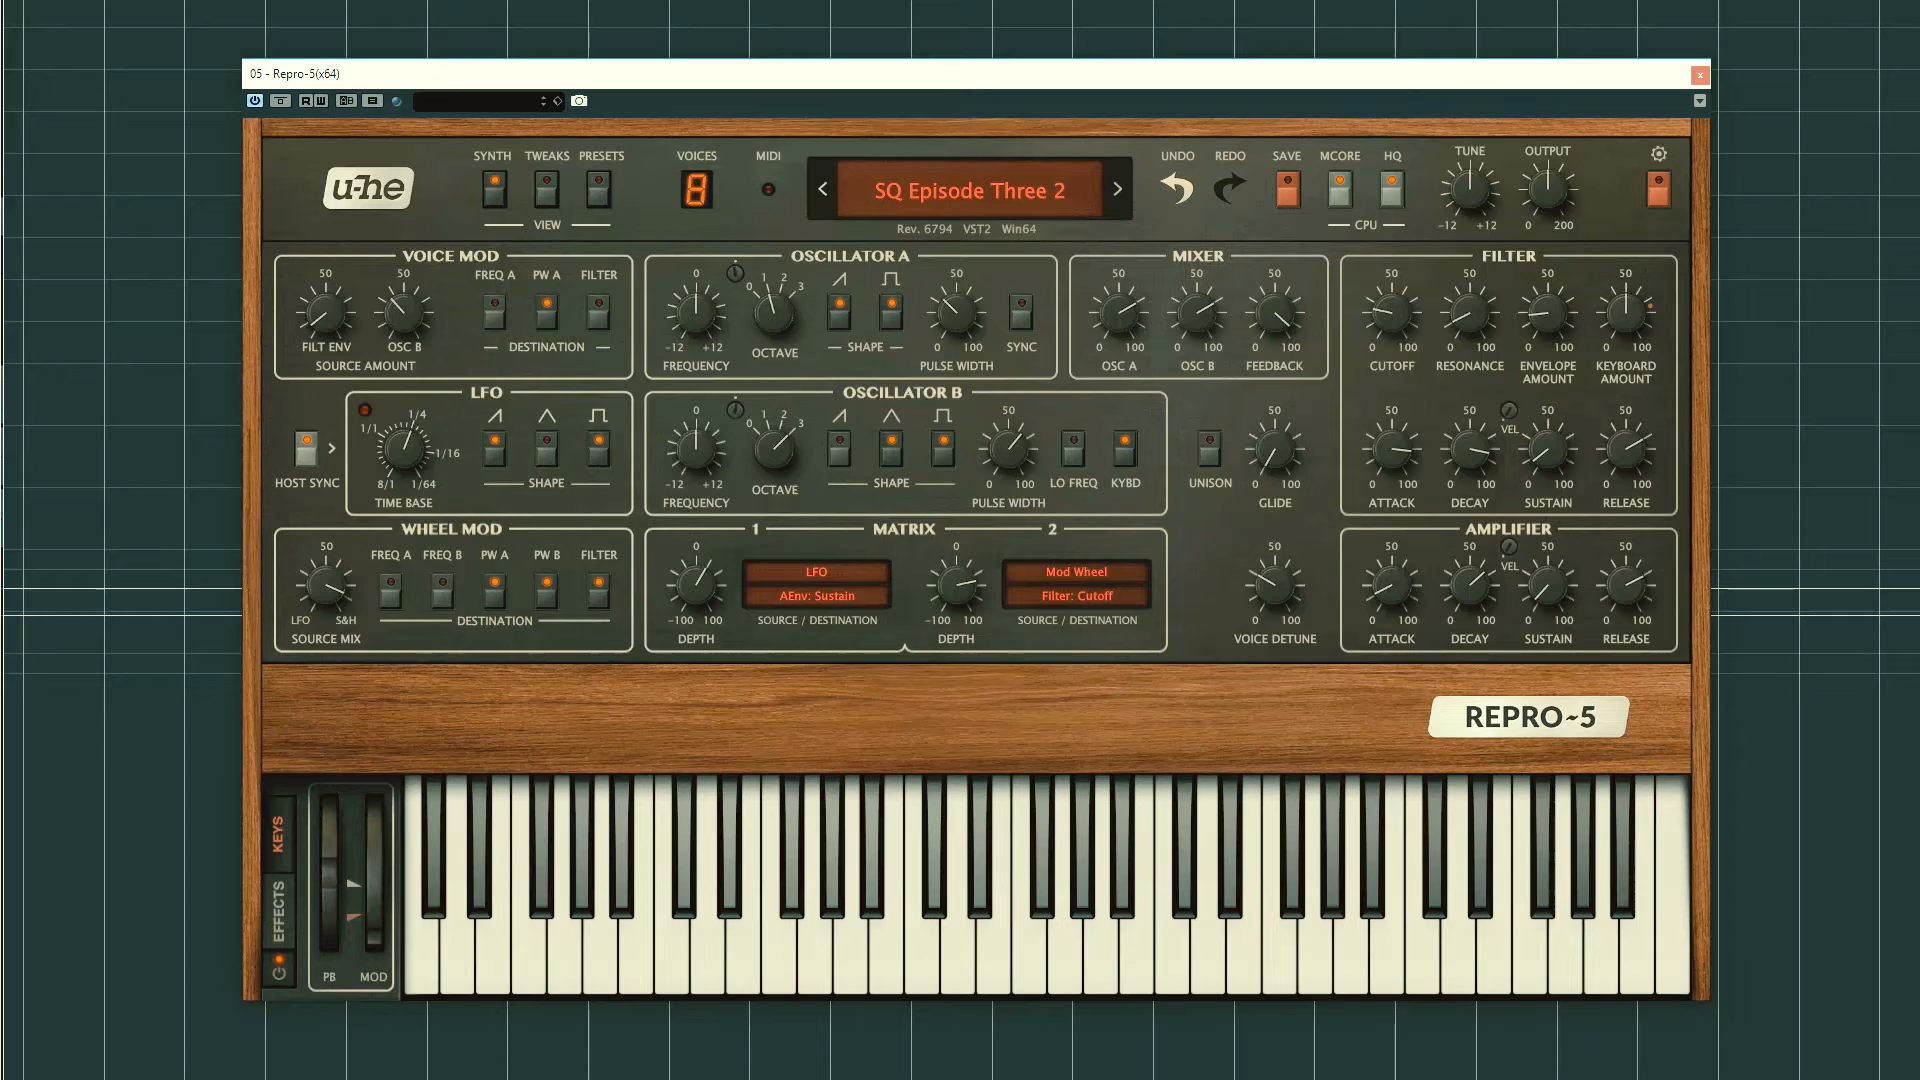 05 - Repro-5(x64)
x
R W AB
SYNTH TWEAKS PRESETS VOICES MIDI UNDO REDO SAVE MCORE HQ TUNE OUTPUT
u-he
8
< SQ Episode Three 2 >
VIEW Rev. 6794 VST2 Win64 CPU -12 +12 0 200
VOICE MOD
50 50 FREQ A PW A FILTER
FILT ENV OSC B DESTINATION
SOURCE AMOUNT
OSCILLATOR A
0 0 1 2 3 50
-12 +12 OCTAVE SHAPE 0 100 SYNC
FREQUENCY PULSE WIDTH
MIXER
50 50 50
0 100 0 100 0 100
OSC A OSC B FEEDBACK
FILTER
50 50 50 50
0 100 0 100 0 100 0 100
CUTOFF RESONANCE ENVELOPE AMOUNT KEYBOARD AMOUNT
50 50 VEL 50 50
0 100 0 100 0 100 0 100
ATTACK DECAY SUSTAIN RELEASE
HOST SYNC >
LFO
1/1 1/4 1/16
8/1 1/64 SHAPE
TIME BASE
OSCILLATOR B
0 0 1 2 3 50
-12 +12 OCTAVE SHAPE 0 100 LO FREQ KYBD
FREQUENCY PULSE WIDTH
UNISON
50
0 100
GLIDE
WHEEL MOD
50 FREQ A FREQ B PW A PW B FILTER
LFO S&H DESTINATION
SOURCE MIX
1 MATRIX 2
0 LFO 0 Mod Wheel
AEnv: Sustain Filter: Cutoff
-100 100 SOURCE / DESTINATION -100 100 SOURCE / DESTINATION
DEPTH DEPTH
50
0 100
VOICE DETUNE
AMPLIFIER
50 50 VEL 50 50
0 100 0 100 0 100 0 100
ATTACK DECAY SUSTAIN RELEASE
REPRO~5
KEYS
EFFECTS
PB MOD